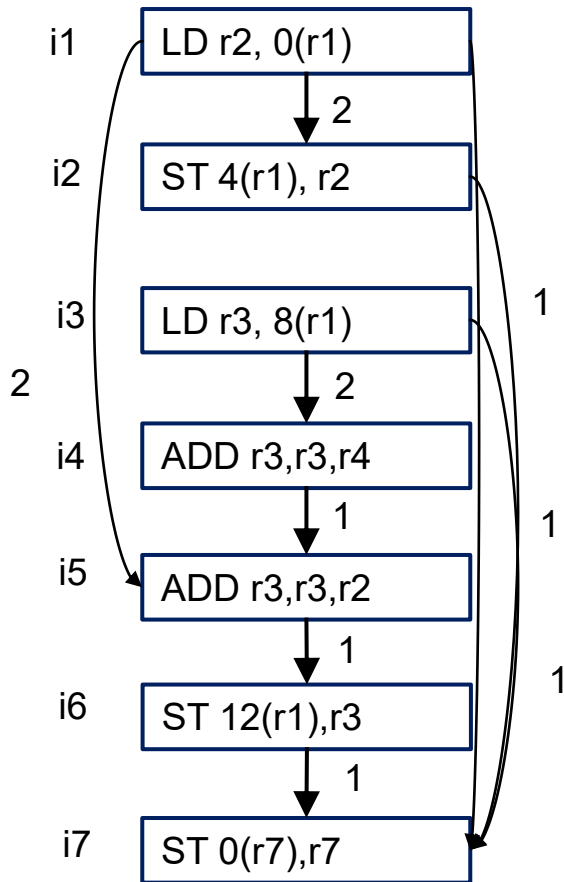 i1 LD r2, 0(r1)
2
i2 ST 4(r1), r2
i3 LD r3, 8(r1)
1
2
2
i4 ADD r3,r3,r4
1
1
i5 ADD r3,r3,r2
1
1
i6 ST 12(r1),r3
1
i7 ST 0(r7),r7